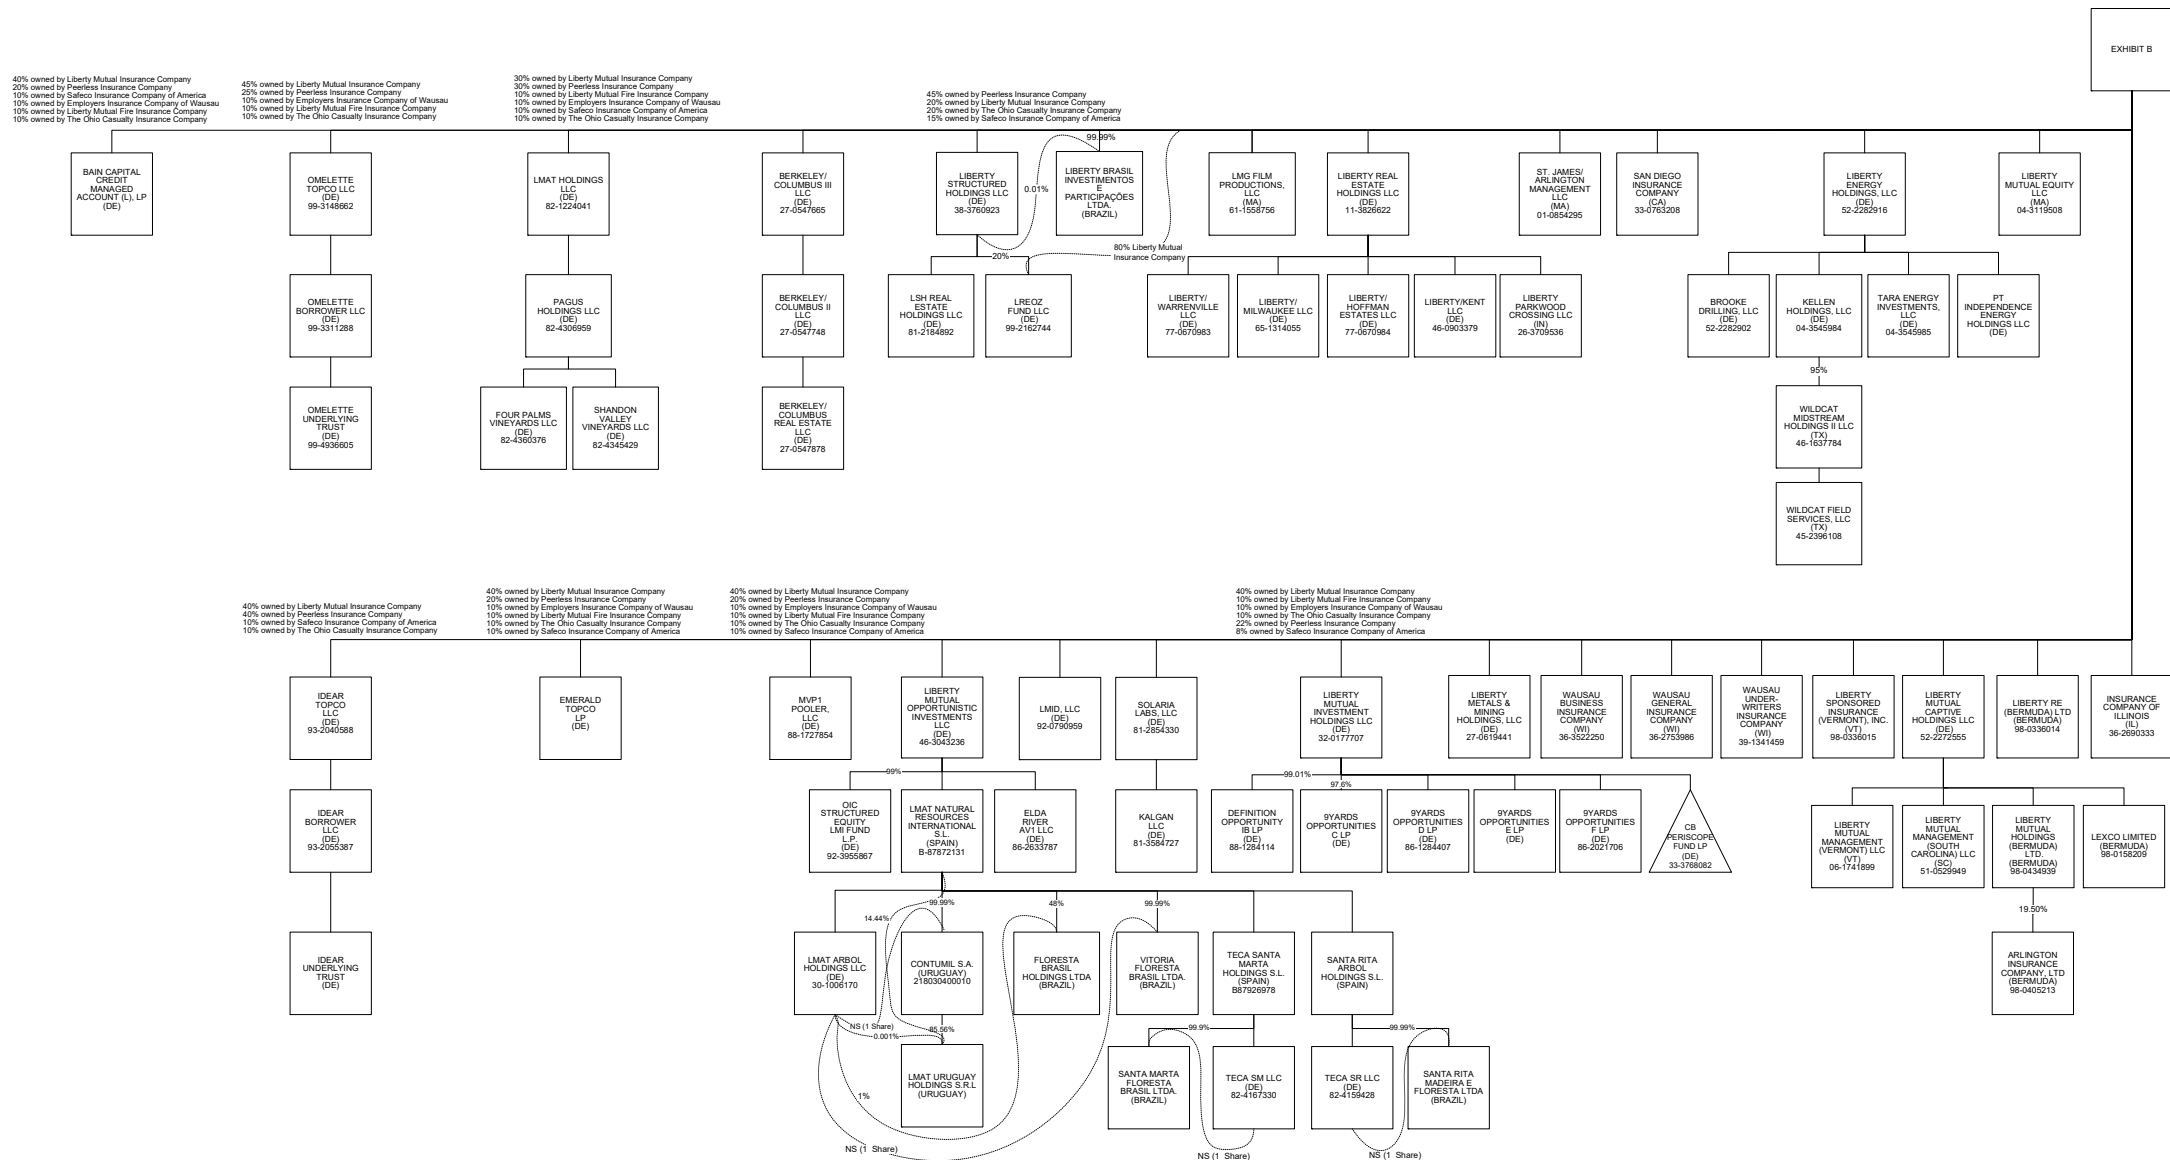 EXHIBIT B
40% owned by Liberty Mutual Insurance Company
20% owned by Peerless Insurance Company
10% owned by Safeco Insurance Company of America
10% owned by Employers Insurance Company of Wausau
10% owned by Liberty Mutual Fire Insurance Company
10% owned by The Ohio Casualty Insurance Company
45% owned by Liberty Mutual Insurance Company
25% owned by Peerless Insurance Company
10% owned by Employers Insurance Company of Wausau
10% owned by Liberty Mutual Fire Insurance Company
10% owned by The Ohio Casualty Insurance Company
30% owned by Liberty Mutual Insurance Company
30% owned by Peerless Insurance Company
10% owned by Liberty Mutual Fire Insurance Company
10% owned by Employers Insurance Company of Wausau
10% owned by Safeco Insurance Company of America
10% owned by The Ohio Casualty Insurance Company
45% owned by Peerless Insurance Company
20% owned by Liberty Mutual Insurance Company
20% owned by The Ohio Casualty Insurance Company
15% owned by Safeco Insurance Company of America
BAIN CAPITAL
CREDIT
MANAGED
ACCOUNT (L), LP
(DE)
OMELETTE
TOPCO LLC
(DE)
99-3148662
LMAT HOLDINGS
LLC
(DE)
82-1224041
BERKELEY/
COLUMBUS III
LLC
(DE)
27-0547665
LIBERTY
STRUCTURED
HOLDINGS LLC
(DE)
38-3760923
0.01%
99.99%
LIBERTY BRASIL
INVESTIMENTOS
E
PARTICIPAÇÕES
LTDA.
(BRAZIL)
LMG FILM
PRODUCTIONS,
LLC
(MA)
61-1558756
LIBERTY REAL
ESTATE
HOLDINGS LLC
(DE)
11-3826622
ST. JAMES/
ARLINGTON
MANAGEMENT
LLC
(MA)
01-0854295
SAN DIEGO
INSURANCE
COMPANY
(CA)
33-0763208
LIBERTY
ENERGY
HOLDINGS, LLC
(DE)
52-2282916
LIBERTY
MUTUAL EQUITY
LLC
(MA)
04-3119508
20%
80% Liberty Mutual
Insurance Company
OMELETTE
BORROWER LLC
(DE)
99-3311288
PAGUS
HOLDINGS LLC
(DE)
82-4306959
BERKELEY/
COLUMBUS II
LLC
(DE)
27-0547748
LSH REAL
ESTATE
HOLDINGS LLC
(DE)
81-2184892
LREOZ
FUND LLC
(DE)
99-2162744
LIBERTY/
WARRENVILLE
LLC
(DE)
77-0670983
LIBERTY/
MILWAUKEE LLC
(DE)
65-1314055
LIBERTY/
HOFFMAN
ESTATES LLC
(DE)
77-0670984
LIBERTY/KENT
LLC
(DE)
46-0903379
LIBERTY
PARKWOOD
CROSSING LLC
(IN)
26-3709536
BROOKE
DRILLING, LLC
(DE)
52-2282902
KELLEN
HOLDINGS, LLC
(DE)
04-3545984
TARA ENERGY
INVESTMENTS,
LLC
(DE)
04-3545985
PT
INDEPENDENCE
ENERGY
HOLDINGS LLC
(DE)
95%
OMELETTE
UNDERLYING
TRUST
(DE)
99-4936605
FOUR PALMS
VINEYARDS LLC
(DE)
82-4360376
SHANDON
VALLEY
VINEYARDS LLC
(DE)
82-4345429
BERKELEY/
COLUMBUS
REAL ESTATE
LLC
(DE)
27-0547878
WILDCAT
MIDSTREAM
HOLDINGS II LLC
(TX)
46-1637784
WILDCAT FIELD
SERVICES, LLC
(TX)
45-2396108
40% owned by Liberty Mutual Insurance Company
40% owned by Peerless Insurance Company
10% owned by Safeco Insurance Company of America
10% owned by The Ohio Casualty Insurance Company
40% owned by Liberty Mutual Insurance Company
20% owned by Peerless Insurance Company
10% owned by Employers Insurance Company of Wausau
10% owned by Liberty Mutual Fire Insurance Company
10% owned by The Ohio Casualty Insurance Company
10% owned by Safeco Insurance Company of America
40% owned by Liberty Mutual Insurance Company
20% owned by Peerless Insurance Company
10% owned by Employers Insurance Company of Wausau
10% owned by Liberty Mutual Fire Insurance Company
10% owned by The Ohio Casualty Insurance Company
10% owned by Safeco Insurance Company of America
40% owned by Liberty Mutual Insurance Company
10% owned by Liberty Mutual Fire Insurance Company
10% owned by Employers Insurance Company of Wausau
10% owned by The Ohio Casualty Insurance Company
22% owned by Peerless Insurance Company
8% owned by Safeco Insurance Company of America
IDEAR
TOPCO
LLC
(DE)
93-2040588
EMERALD
TOPCO
LP
(DE)
MVP1
POOLER,
LLC
(DE)
88-1727854
LIBERTY
MUTUAL
OPPORTUNISTIC
INVESTMENTS
LLC
(DE)
46-3043236
LMID, LLC
(DE)
92-0790959
SOLARIA
LABS, LLC
(DE)
81-2854330
LIBERTY
MUTUAL
INVESTMENT
HOLDINGS LLC
(DE)
32-0177707
LIBERTY
METALS &
MINING
HOLDINGS, LLC
(DE)
27-0619441
WAUSAU
BUSINESS
INSURANCE
COMPANY
(WI)
36-3522250
WAUSAU
GENERAL
INSURANCE
COMPANY
(WI)
36-2753986
WAUSAU
UNDER-
WRITERS
INSURANCE
COMPANY
(WI)
39-1341459
LIBERTY
SPONSORED
INSURANCE
(VERMONT), INC.
(VT)
98-0336015
LIBERTY
MUTUAL
CAPTIVE
HOLDINGS LLC
(DE)
52-2272555
LIBERTY RE
(BERMUDA) LTD
(BERMUDA)
98-0336014
INSURANCE
COMPANY OF
ILLINOIS
(IL)
36-2690333
99%
99.01%
97.6%
IDEAR
BORROWER
LLC
(DE)
93-2055387
OIC
STRUCTURED
EQUITY
LMI FUND
L.P.
(DE)
92-3955867
LMAT NATURAL
RESOURCES
INTERNATIONAL
S.L.
(SPAIN)
B-87872131
ELDA
RIVER
AV1 LLC
(DE)
86-2633787
KALGAN
LLC
(DE)
81-3584727
DEFINITION
OPPORTUNITY
IB LP
(DE)
88-1284114
9YARDS
OPPORTUNITIES
C LP
(DE)
9YARDS
OPPORTUNITIES
D LP
(DE)
86-1284407
9YARDS
OPPORTUNITIES
E LP
(DE)
9YARDS
OPPORTUNITIES
F LP
(DE)
86-2021706
CB
PERISCOPE
FUND LP
(DE)
33-3768082
LIBERTY
MUTUAL
MANAGEMENT
(VERMONT) LLC
(VT)
06-1741899
LIBERTY
MUTUAL
MANAGEMENT
(SOUTH
CAROLINA) LLC
(SC)
51-0529949
LIBERTY
MUTUAL
HOLDINGS
(BERMUDA)
LTD.
(BERMUDA)
98-0434939
LEXCO LIMITED
(BERMUDA)
98-0158209
14.44%
99.99%
48%
99.99%
19.50%
IDEAR
UNDERLYING
TRUST
(DE)
LMAT ARBOL
HOLDINGS LLC
(DE)
30-1006170
CONTUMIL S.A.
(URUGUAY)
218030400010
FLORESTA
BRASIL
HOLDINGS LTDA
(BRAZIL)
VITORIA
FLORESTA
BRASIL LTDA.
(BRAZIL)
TECA SANTA
MARTA
HOLDINGS S.L.
(SPAIN)
B87926978
SANTA RITA
ARBOL
HOLDINGS S.L.
(SPAIN)
ARLINGTON
INSURANCE
COMPANY, LTD
(BERMUDA)
98-0405213
NS (1 Share)
0.001%
85.56%
99.9%
99.99%
LMAT URUGUAY
HOLDINGS S.R.L
(URUGUAY)
SANTA MARTA
FLORESTA
BRASIL LTDA.
(BRAZIL)
TECA SM LLC
(DE)
82-4167330
TECA SR LLC
(DE)
82-4159428
SANTA RITA
MADEIRA E
FLORESTA LTDA
(BRAZIL)
.1%
NS (1 Share)
NS (1 Share)
NS (1 Share)